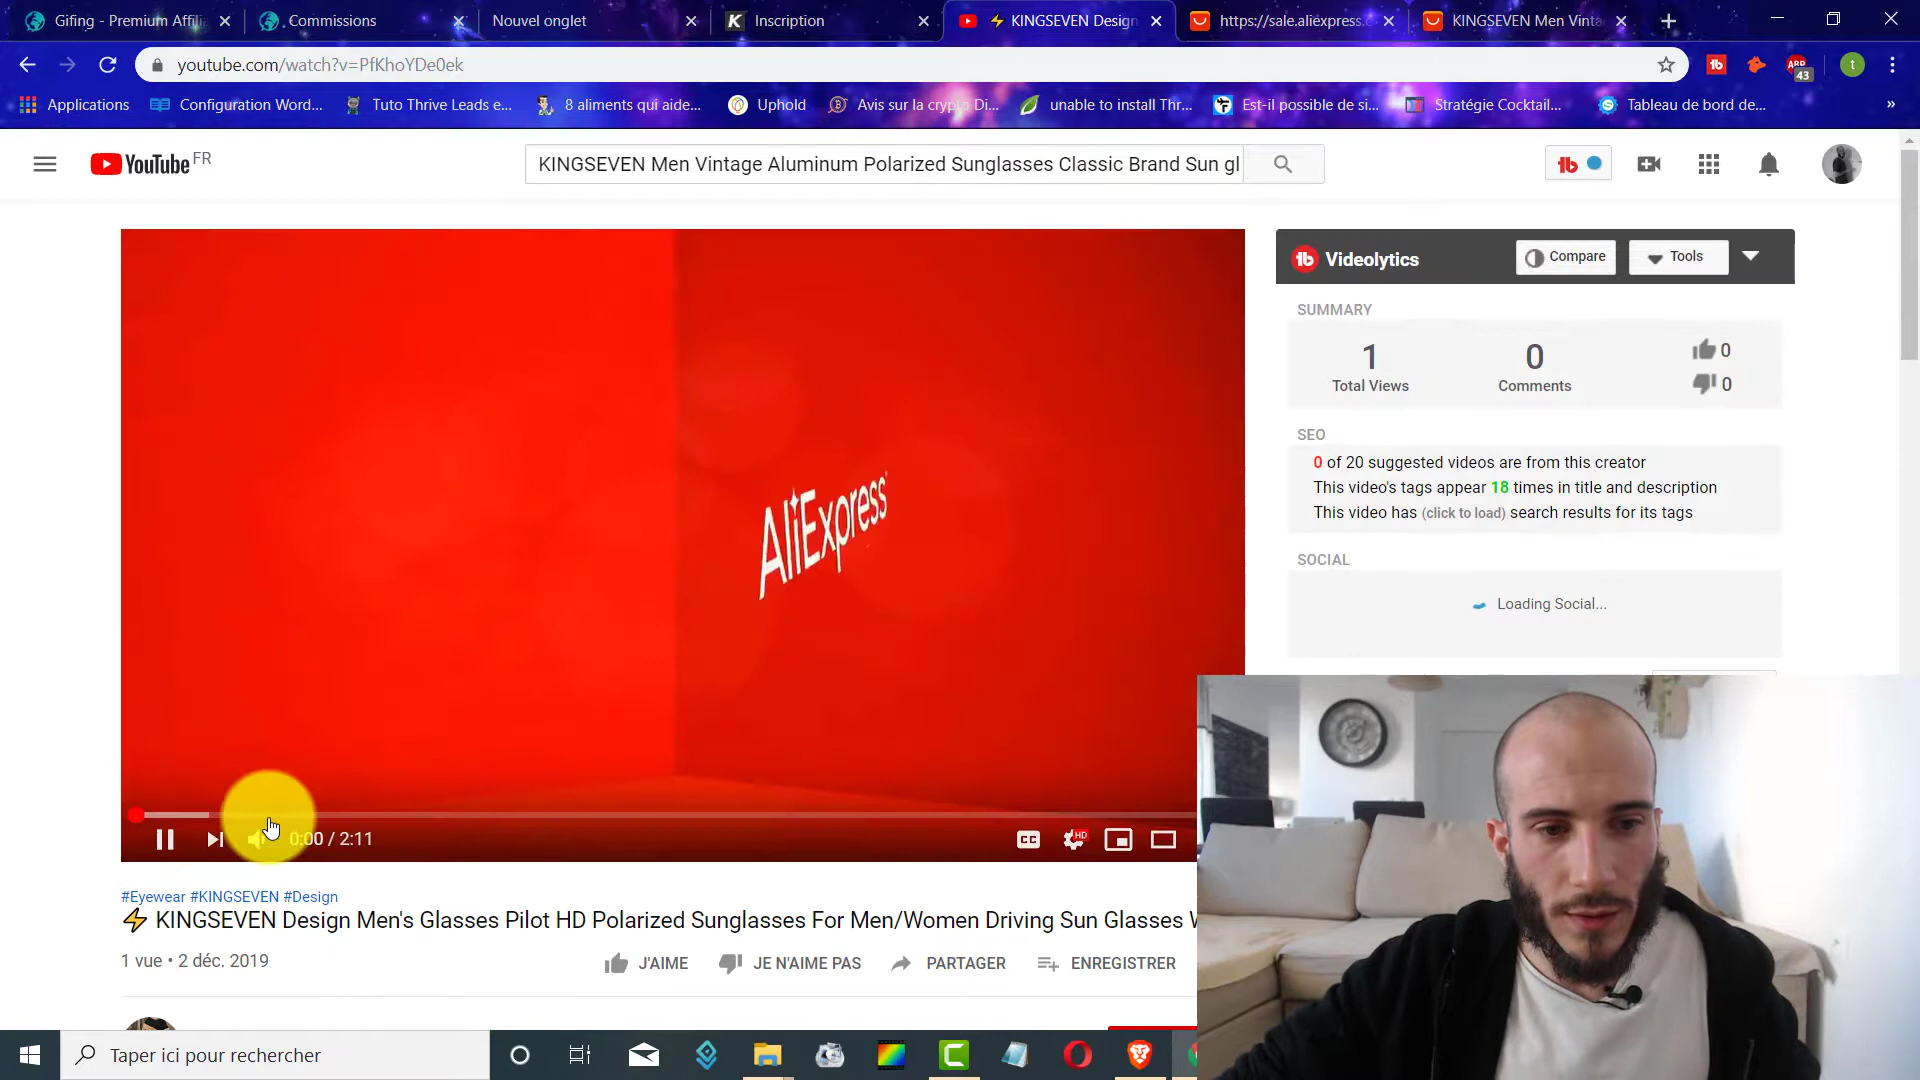 Gifing - Premium Affili
Commissions
Nouvel onglet
Inscription
⚡ KINGSEVEN Design
https://sale.aliexpress.c
KINGSEVEN Men Vinta
youtube.com/watch?v=PfKhoYDe0ek
43
t
Applications
Configuration Word...
Tuto Thrive Leads e...
8 aliments qui aide...
Uphold
Avis sur la crypto Di...
unable to install Thr...
Est-il possible de si...
Stratégie Cocktail...
Tableau de bord de...
»
YouTube FR
KINGSEVEN Men Vintage Aluminum Polarized Sunglasses Classic Brand Sun gl
Videolytics
Compare
Tools
SUMMARY
1
Total Views
0
Comments
0
0
SEO
0 of 20 suggested videos are from this creator
This video's tags appear 18 times in title and description
This video has (click to load) search results for its tags
SOCIAL
Loading Social...
AliExpress
0:00 / 2:11
CC
HD
#Eyewear #KINGSEVEN #Design
⚡ KINGSEVEN Design Men's Glasses Pilot HD Polarized Sunglasses For Men/Women Driving Sun Glasses
1 vue • 2 déc. 2019
J'AIME
JE N'AIME PAS
PARTAGER
ENREGISTRER
Taper ici pour rechercher